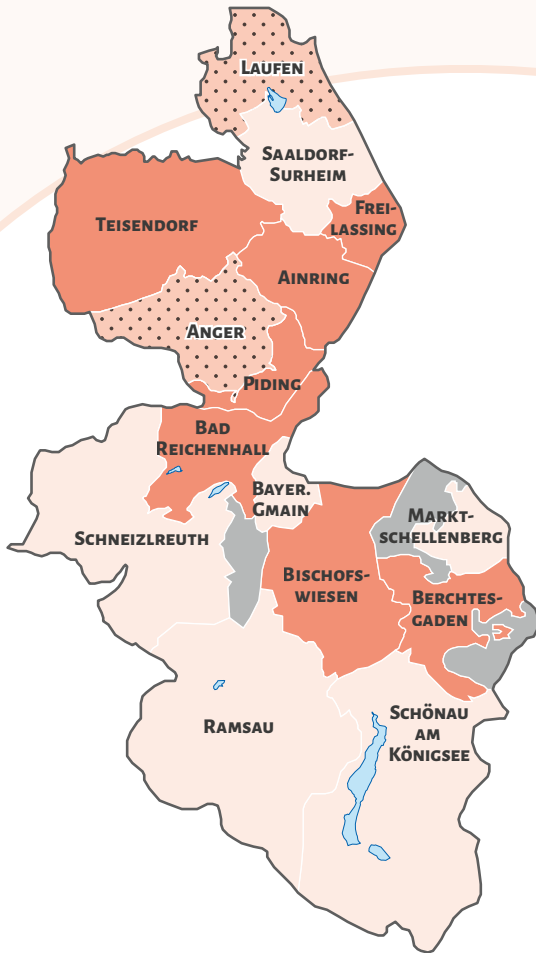 LAUFEN
SAALDORF-
SURHEIM
FREI-
LASSING
TEISENDORF
AINRING
ANGER
PIDING
BAD
REICHENHALL
BAYER.
GMAIN
MARKT-
SCHELLENBERG
SCHNEIZLREUTH
BISCHOFS-
WIESEN
BERCHTES-
GADEN
RAMSAU
SCHÖNAU
AM
KÖNIGSEE